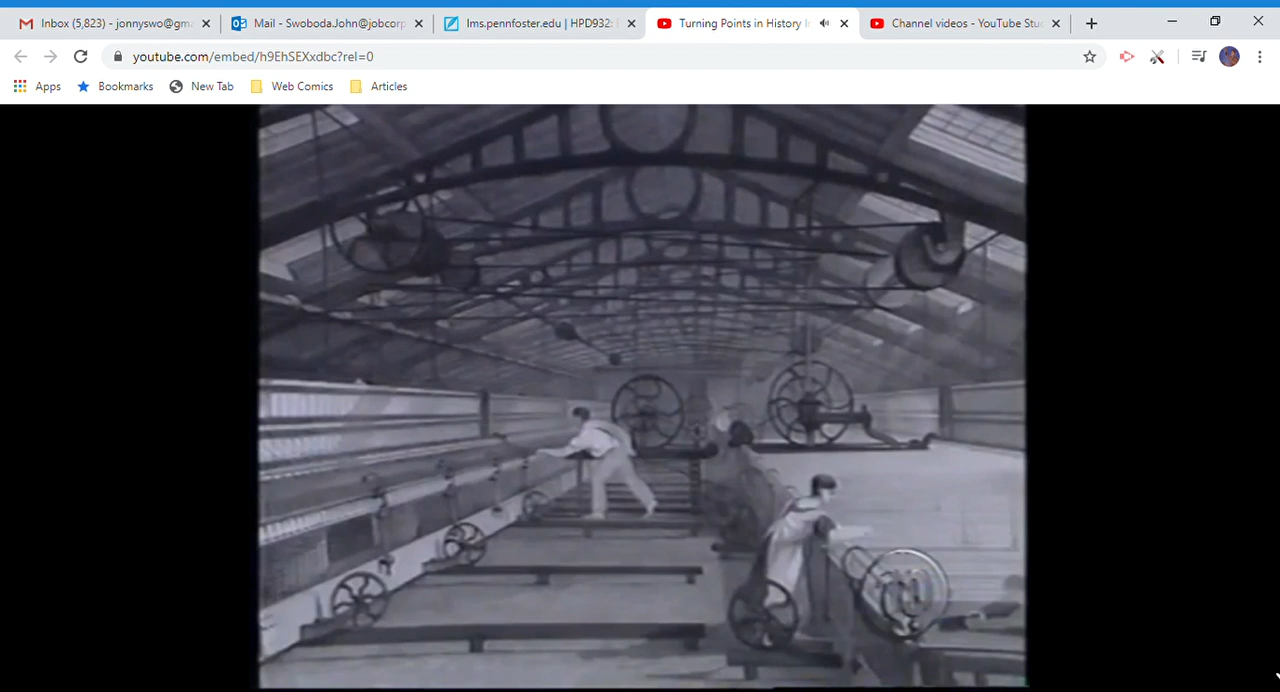 Inbox (5,823) - jonnyswo@gma
Mail - Swoboda.John@jobcorp
lms.pennfoster.edu | HPD932:
Turning Points in History I
Channel videos - YouTube Stu
youtube.com/embed/h9EhSEXxdbc?rel=0
Apps
Bookmarks
New Tab
Web Comics
Articles